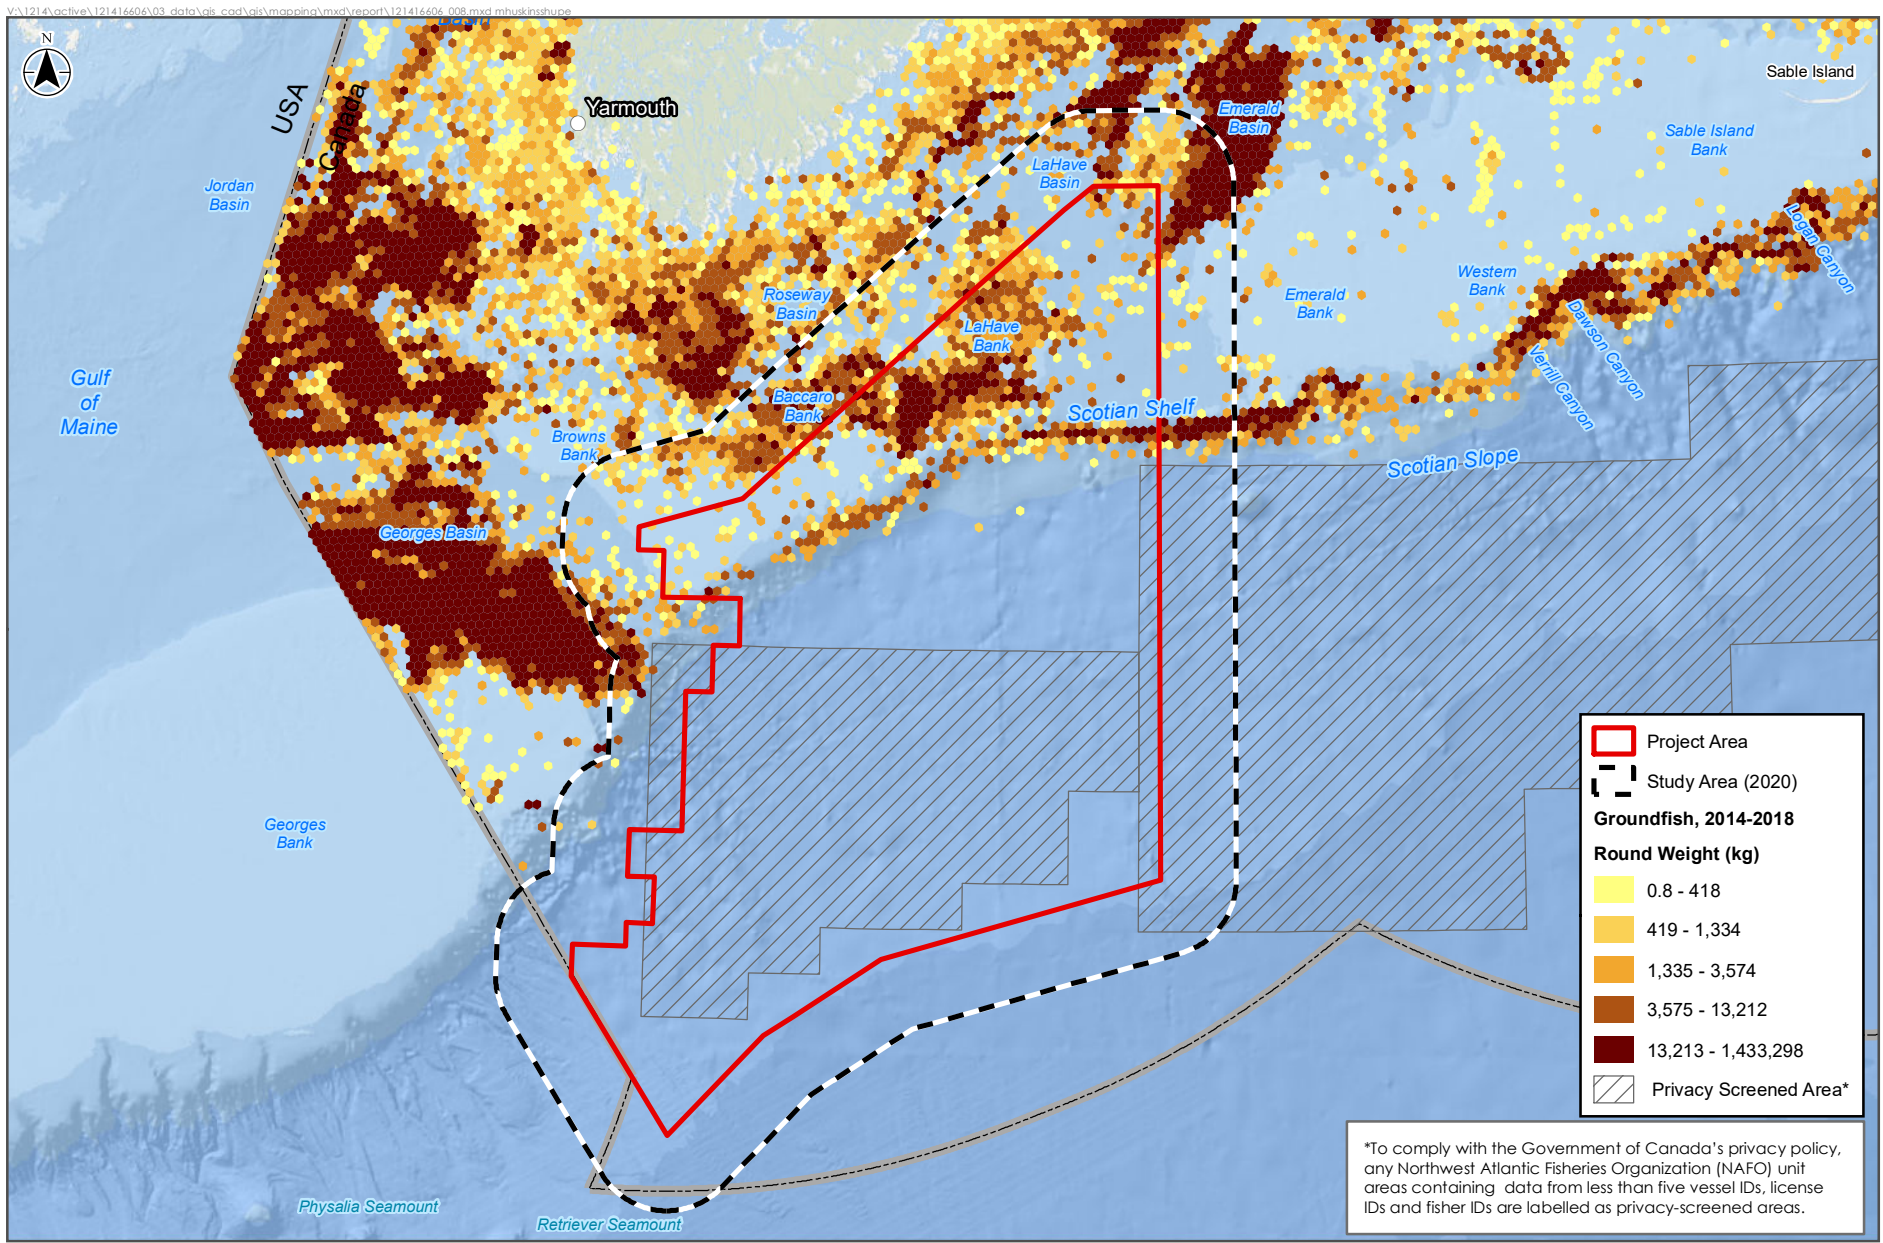 V:\1214\active\121416606\03_data\gis_cad\gis\mapping\mxd\report\121416606_008.mxd mhuskinsshupe
N
Basin
USA
Canada
Yarmouth
Sable Island
Emerald
Basin
Sable Island
Bank
LaHave
Basin
Jordan
Basin
Logan Canyon
Western
Bank
Roseway
Basin
Emerald
Bank
LaHave
Bank
Dawson Canyon
Verrill Canyon
Gulf
of
Maine
Baccaro
Bank
Scotian Shelf
Browns
Bank
Scotian Slope
Georges Basin
Georges
Bank
Physalia Seamount
Retriever Seamount
Project Area
Study Area (2020)
Groundfish, 2014-2018
Round Weight (kg)
0.8 - 418
419 - 1,334
1,335 - 3,574
3,575 - 13,212
13,213 - 1,433,298
Privacy Screened Area*
*To comply with the Government of Canada's privacy policy,
any Northwest Atlantic Fisheries Organization (NAFO) unit
areas containing data from less than five vessel IDs, license
IDs and fisher IDs are labelled as privacy-screened areas.